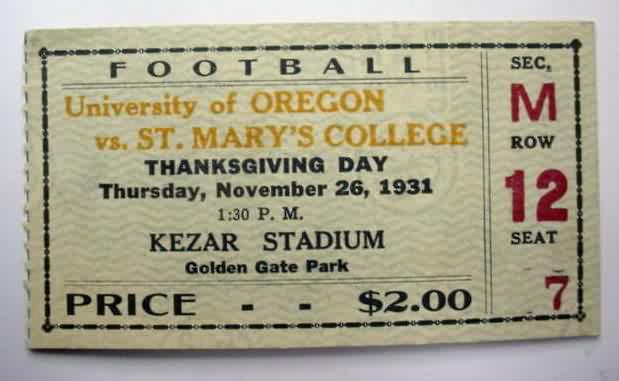 FOOTBALL
University of OREGON
vs. ST. MARY'S COLLEGE
THANKSGIVING DAY
Thursday, November 26, 1931
1:30 P. M.
KEZAR STADIUM
Golden Gate Park
PRICE - - $2.00
SEC,
M
ROW
12
SEAT
7